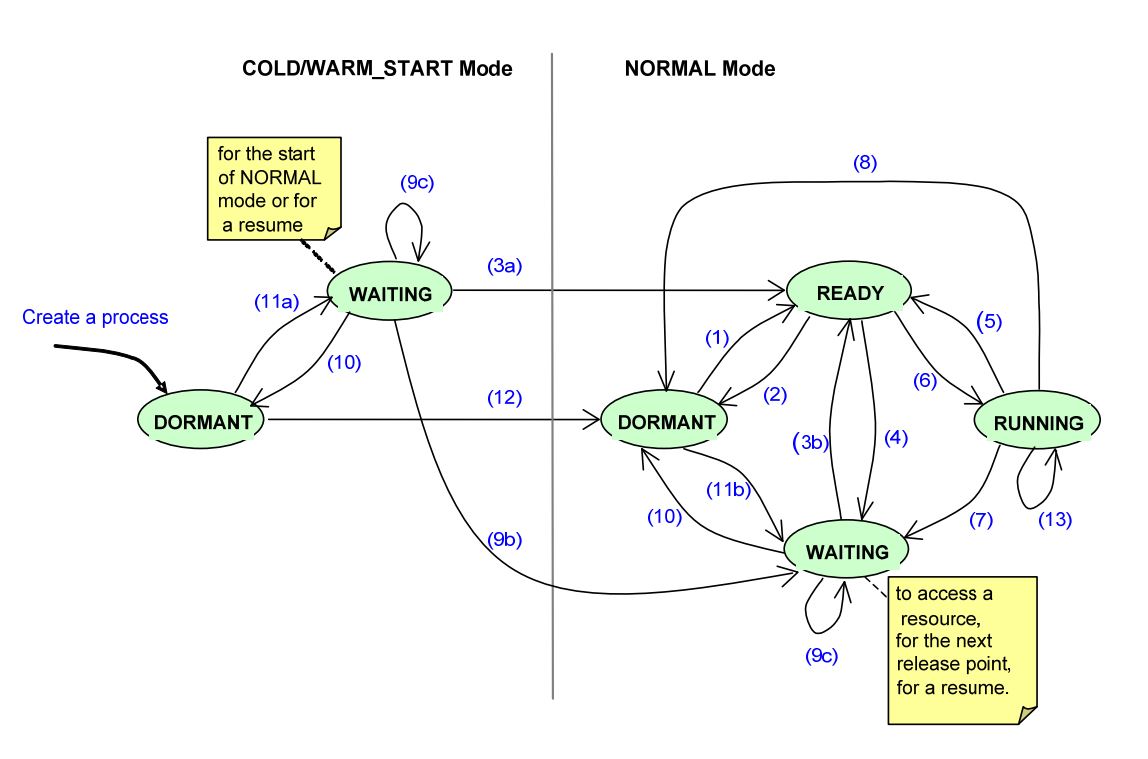 COLD/WARM_START Mode
NORMAL Mode
for the start
of NORMAL
mode or for
a resume
(9c)
(8)
(3a)
WAITING
READY
(11a)
Create a process
(10)
(1)
(5)
(2)
(6)
(12)
DORMANT
DORMANT
RUNNING
(3b)
(4)
(11b)
(10)
(7)
(13)
(9b)
WAITING
to access a
resource,
for the next
release point,
for a resume.
(9c)